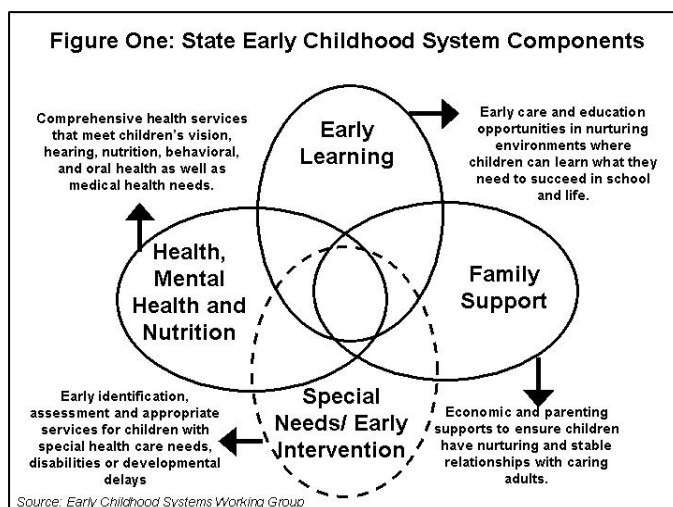 Figure One: State Early Childhood System Components
Comprehensive health services
that meet children's vision,
hearing, nutrition, behavioral,
and oral health as well as
medical health needs.
Early
Learning
Early care and education
opportunities in nurturing
environments where
children can learn what they
need to succeed in school
and life.
Health,
Mental
Health and
Nutrition
Family
Support
Early identification,
assessment and appropriate
services for children with
special health care needs,
disabilities or developmental
delays
Special
Needs/ Early
Intervention
Economic and parenting
supports to ensure children
have nurturing and stable
relationships with caring
adults.
Source: Early Childhood Systems Working Group